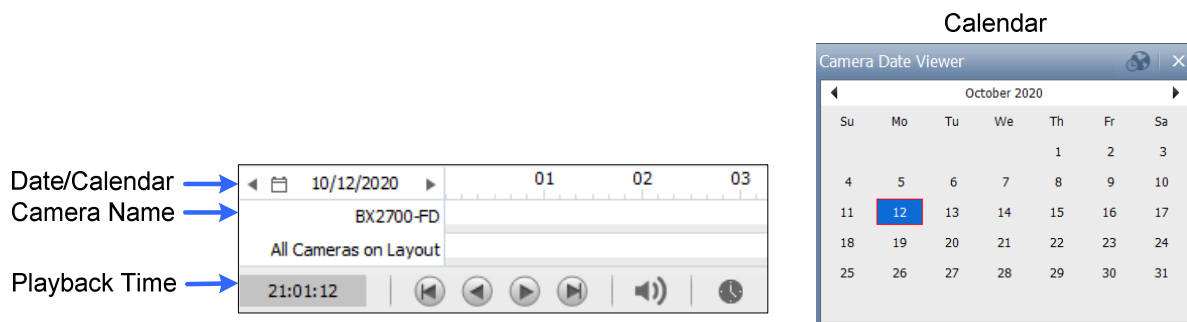 Calendar
Camera Date Viewer
October 2020
Su Mo Tu We Th Fr Sa
1 2 3
4 5 6 7 8 9 10
11 12 13 14 15 16 17
18 19 20 21 22 23 24
25 26 27 28 29 30 31
Date/Calendar
10/12/2020 01 02 03
Camera Name
BX2700-FD
All Cameras on Layout
Playback Time
21:01:12